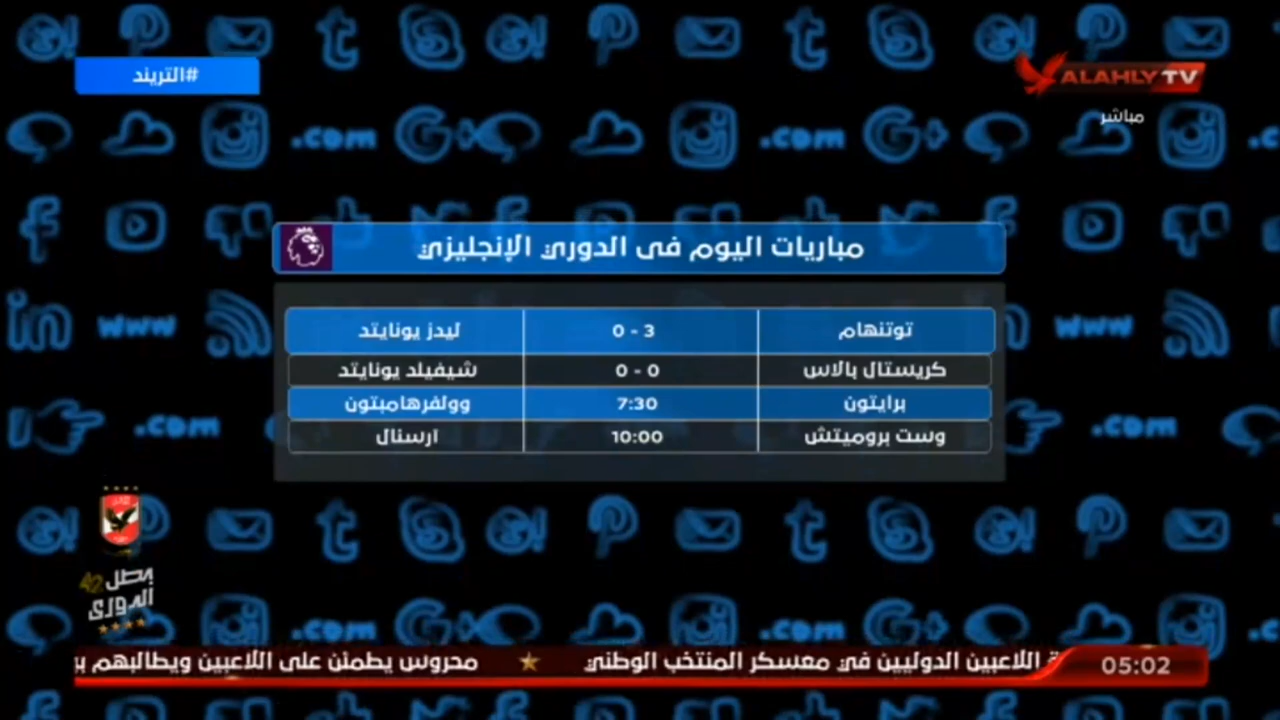 #التريند
ALAHLY TV
مباشر
مباريات اليوم فى الدوري الإنجليزي
توتنهام 3 - 0 ليدز يونايتد
كريستال بالاس 0 - 0 شيفيلد يونايتد
برايتون 7:30 وولفرهامبتون
وست بروميتش 10:00 ارسنال
بطل الدورى 42
اللاعبين الدوليين في معسكر المنتخب الوطني ★ محروس يطمئن على اللاعبين ويطالبهم
05:02